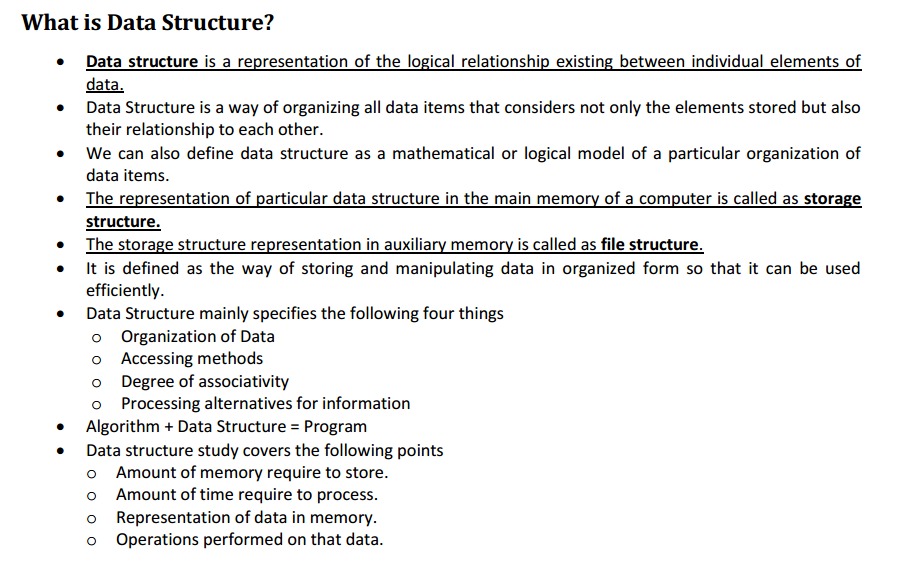 What is Data Structure?
• Data structure is a representation of the logical relationship existing between individual elements of
data.
• Data Structure is a way of organizing all data items that considers not only the elements stored but also
their relationship to each other.
• We can also define data structure as a mathematical or logical model of a particular organization of
data items.
• The representation of particular data structure in the main memory of a computer is called as storage
structure.
• The storage structure representation in auxiliary memory is called as file structure.
• It is defined as the way of storing and manipulating data in organized form so that it can be used
efficiently.
• Data Structure mainly specifies the following four things
o Organization of Data
o Accessing methods
o Degree of associativity
o Processing alternatives for information
• Algorithm + Data Structure = Program
• Data structure study covers the following points
o Amount of memory require to store.
o Amount of time require to process.
o Representation of data in memory.
o Operations performed on that data.